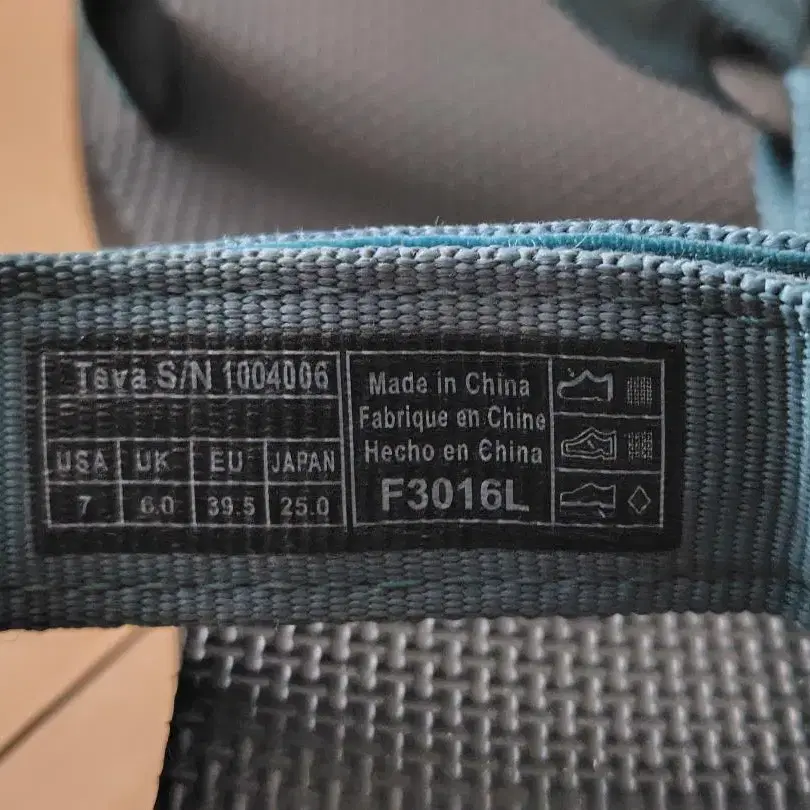 Teva S/N 1004006
USA UK EU JAPAN
7 6.0 39.5 25.0
Made in China
Fabrique en Chine
Hecho en China
F3016L